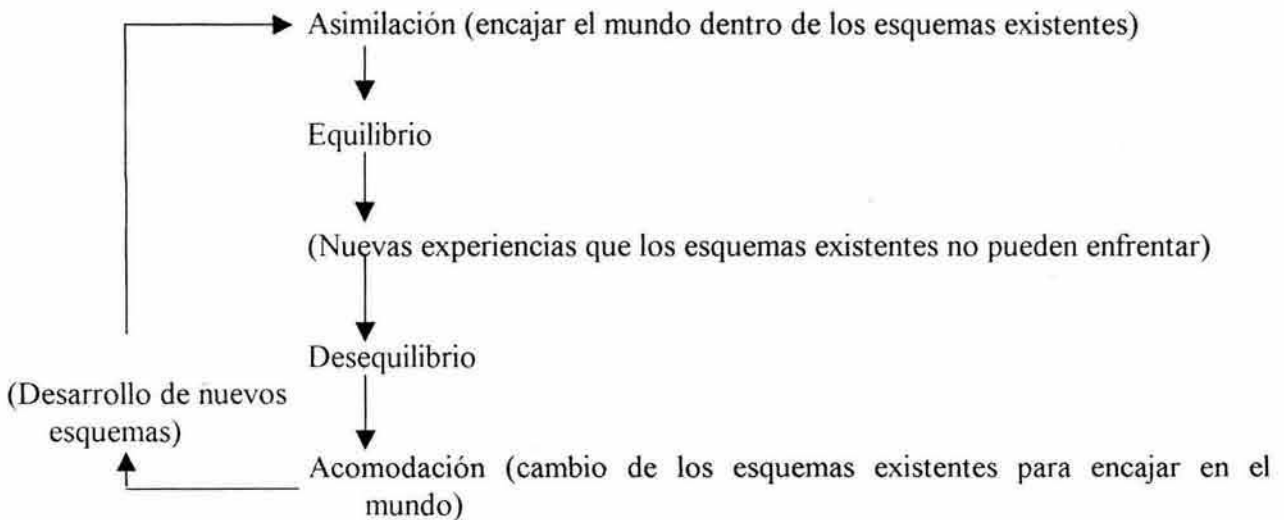 Asimilación (encajar el mundo dentro de los esquemas existentes)
Equilibrio
(Nuevas experiencias que los esquemas existentes no pueden enfrentar)
Desequilibrio
(Desarrollo de nuevos
esquemas)
Acomodación (cambio de los esquemas existentes para encajar en el
mundo)